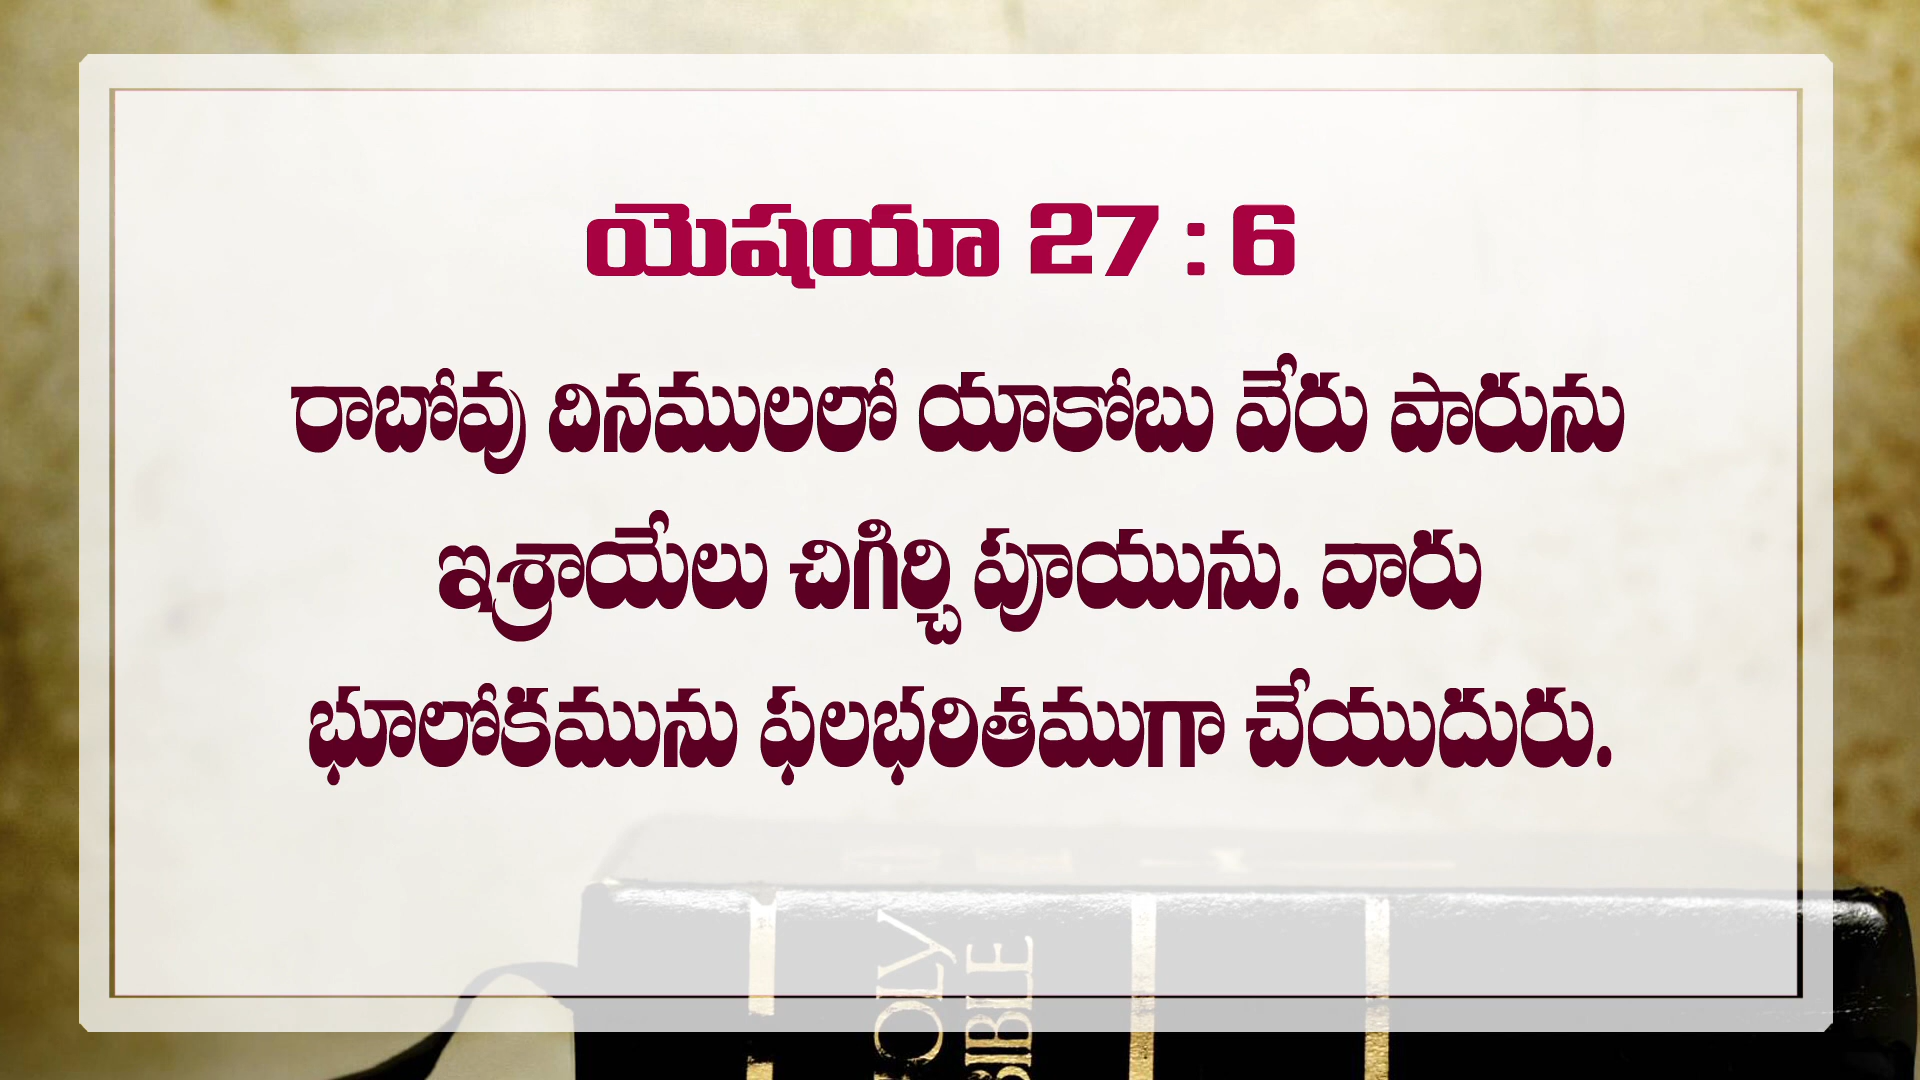 యెషయా 27 : 6
రాబోవు దినములలో యాకోబు వేరు పారును
ఇశ్రాయేలు చిగిర్చి పూయును. వారు
భూలోకమును ఫలభరితముగా చేయుదురు.
HOLY
BIBLE